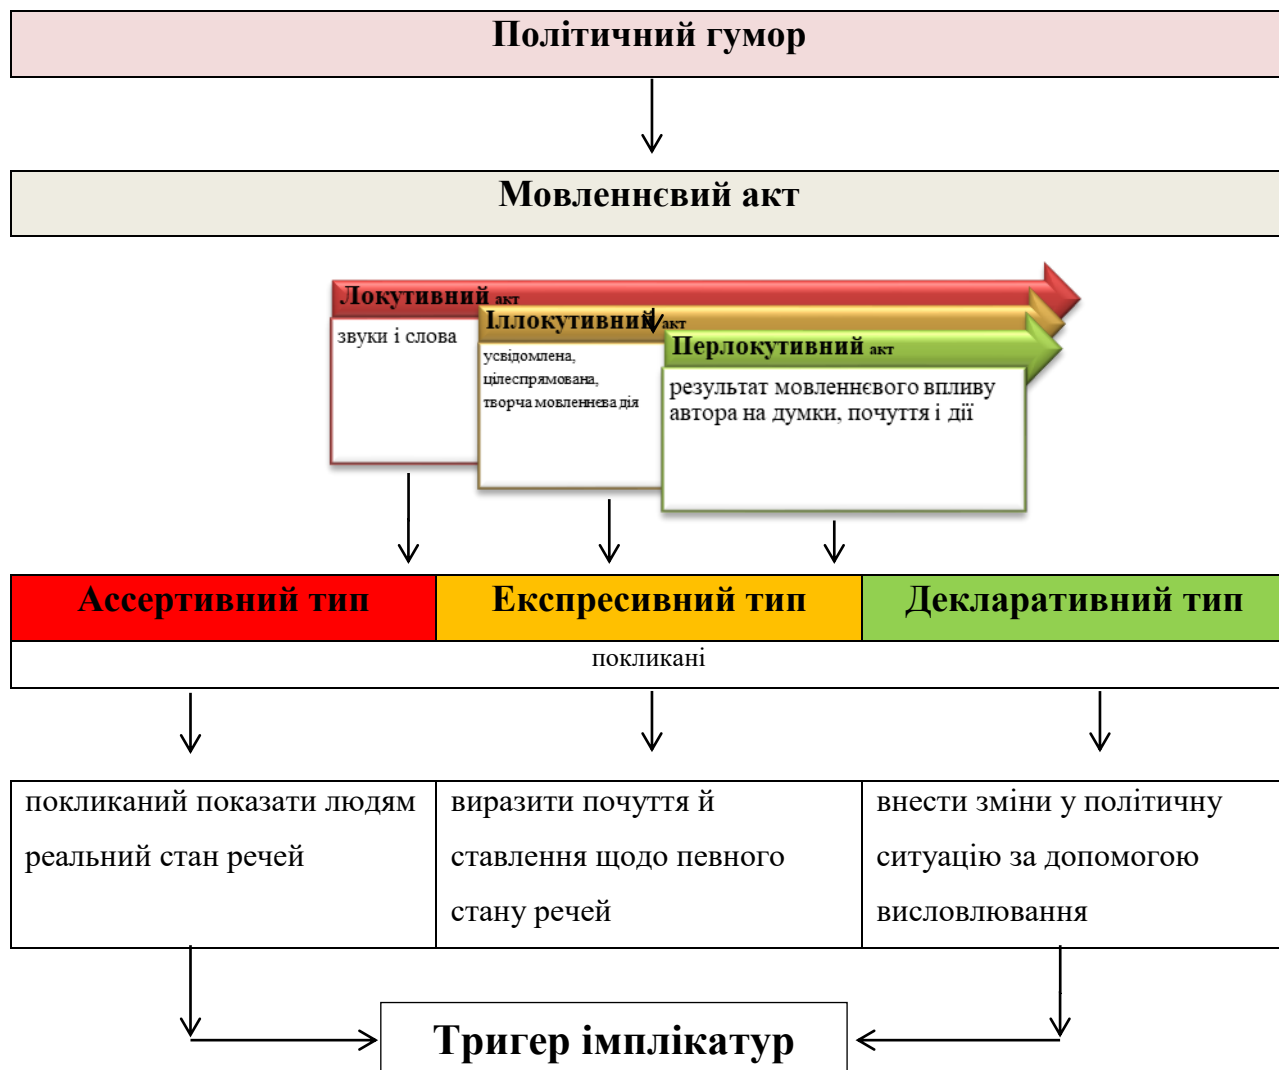 Політичний гумор
Мовленнєвий акт
Локутивний акт
звуки і слова
Іллокутивний акт
усвідомлена,
цілеспрямована,
творча мовленнєва дія
Перлокутивний акт
результат мовленнєвого впливу
автора на думки, почуття і дії
Ассертивний тип
Експресивний тип
Декларативний тип
покликані
покликаний показати людям
реальний стан речей
виразити почуття й
ставлення щодо певного
стану речей
внести зміни у політичну
ситуацію за допомогою
висловлювання
Тригер імплікатур